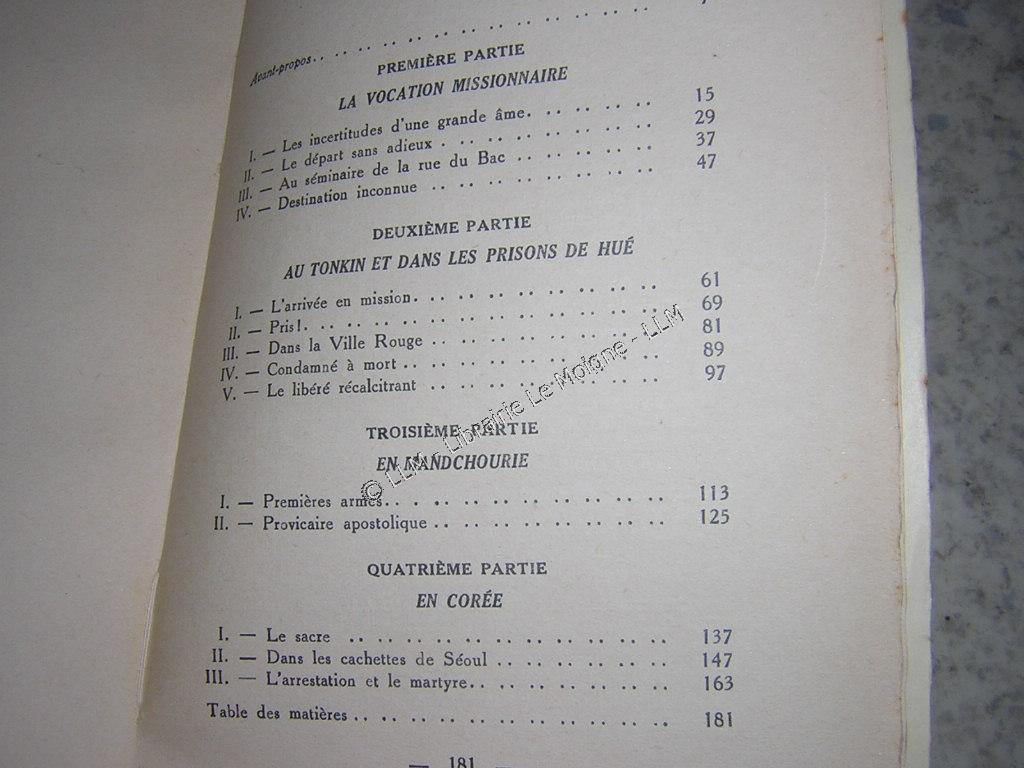 Avant-propos. . . . . . . . . . . . . .
PREMIÈRE PARTIE
LA VOCATION MISSIONNAIRE
I. — Les incertitudes d'une grande âme. . . . . . . . . 15
II. — Le départ sans adieux . . . . . . . . . . . . . 29
III. — Au séminaire de la rue du Bac . . . . . . . . . . 37
IV. — Destination inconnue . . . . . . . . . . . . . . 47
DEUXIÈME PARTIE
AU TONKIN ET DANS LES PRISONS DE HUÉ
I. — L'arrivée en mission. . . . . . . . . . . . . . . 61
II. — Pris!. . . . . . . . . . . . . . . . . . . . . 69
III. — Dans la Ville Rouge . . . . . . . . . . . . . . 81
IV. — Condamné à mort . . . . . . . . . . . . . . . . 89
V. — Le libéré récalcitrant . . . . . . . . . . . . . . 97
TROISIÈME PARTIE
EN MANDCHOURIE
I. — Premières armes. . . . . . . . . . . . . . . . . 113
II. — Provicaire apostolique . . . . . . . . . . . . . . 125
QUATRIÈME PARTIE
EN CORÉE
I. — Le sacre . . . . . . . . . . . . . . . . . . . 137
II. — Dans les cachettes de Séoul . . . . . . . . . . . 147
III. — L'arrestation et le martyre. . . . . . . . . . . . 163
Table des matières . . . . . . . . . . . . . . . . . 181
— 181 —
© LLM - Librairie Le Moigne - LLM